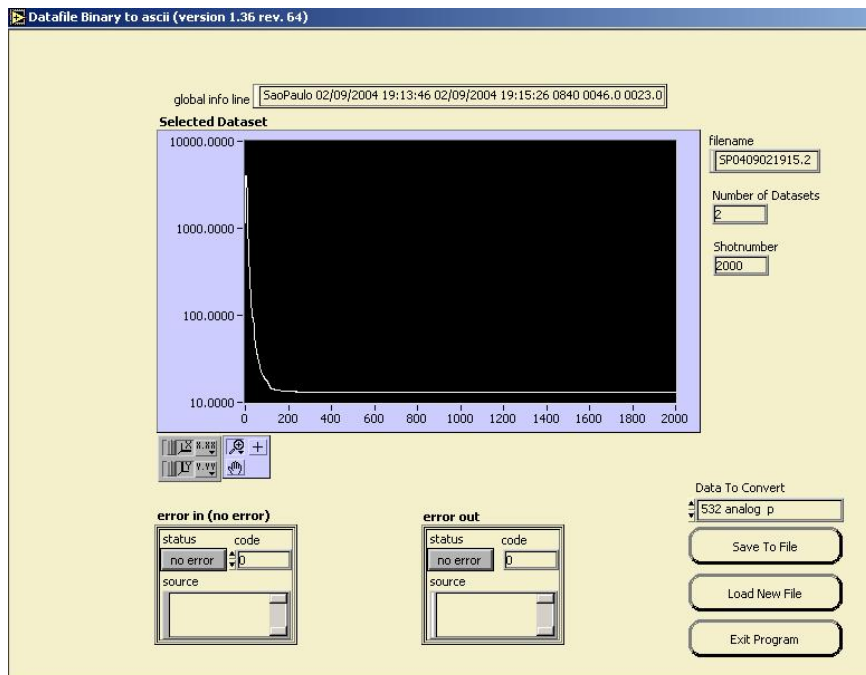 Datafile Binary to ascii (version 1.36 rev. 64)
global info line SaoPaulo 02/09/2004 19:13:46 02/09/2004 19:15:26 0840 0046.0 0023.0
Selected Dataset
10000.0000
1000.0000
100.0000
10.0000
0 200 400 600 800 1000 1200 1400 1600 1800 2000
filename
SP0409021915.2
Number of Datasets
2
Shotnumber
2000
X X.XX
Y Y.YY
Data To Convert
532 analog p
Save To File
Load New File
Exit Program
error in (no error)
status code
no error 0
source
error out
status code
no error 0
source